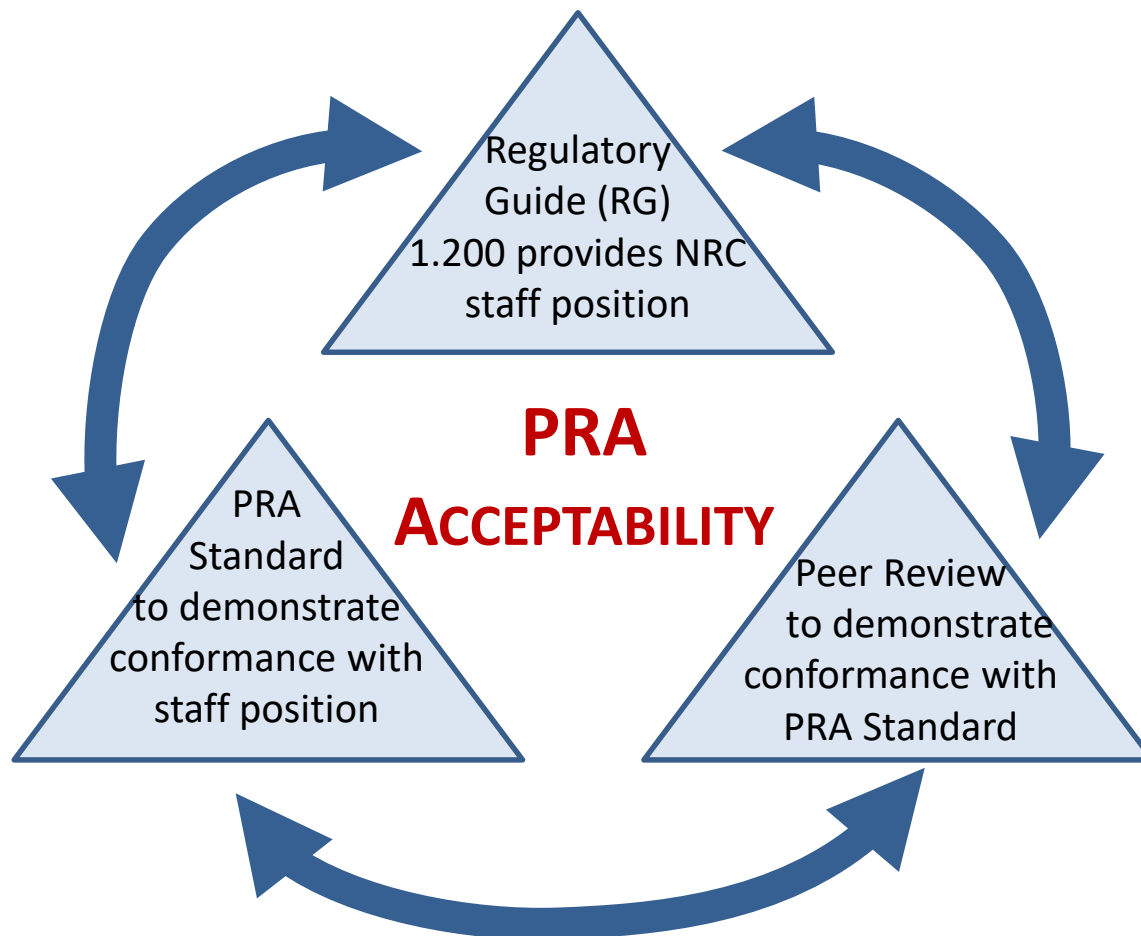 Regulatory
Guide (RG)
1.200 provides NRC
staff position
PRA
ACCEPTABILITY
PRA
Standard
to demonstrate
conformance with
staff position
Peer Review
to demonstrate
conformance with
PRA Standard